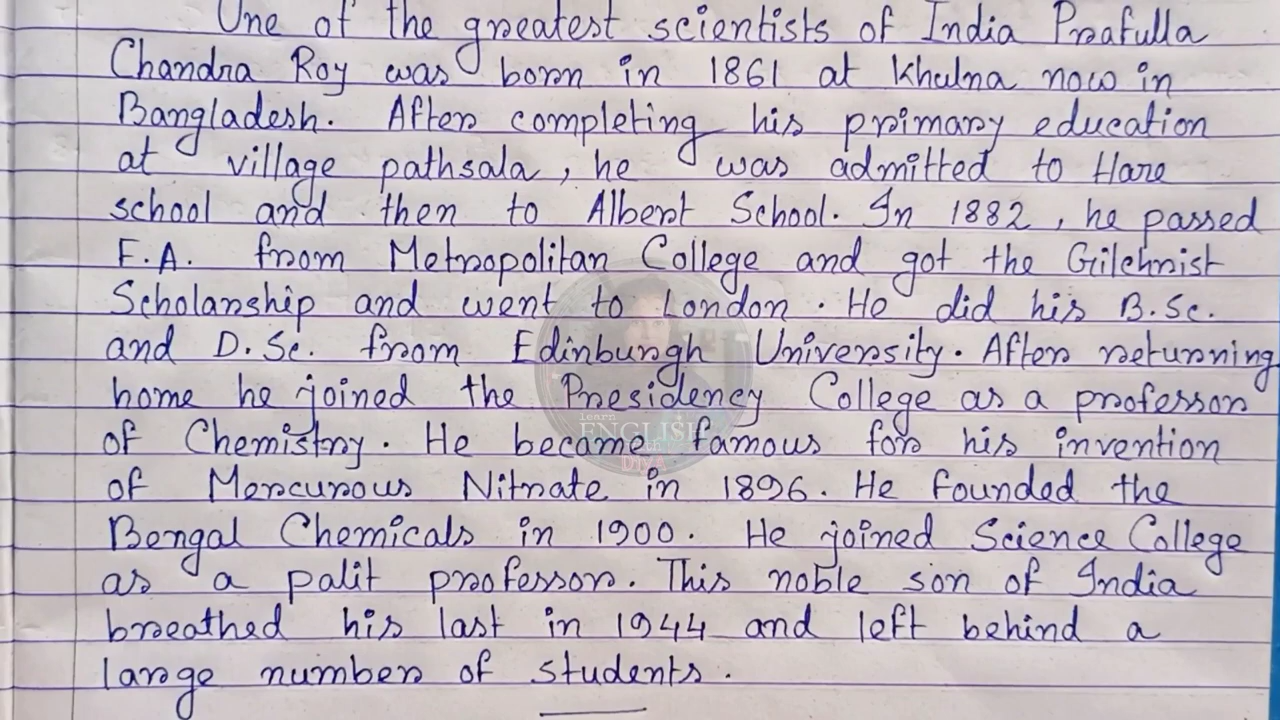 One of the greatest scientists of India Prafulla
Chandra Roy was born in 1861 at Khulna now in
Bangladesh. After completing his primary education
at village pathsala, he was admitted to Hare
school and then to Albert School. In 1882, he passed
F.A. from Metropolitan College and got the Gilchrist
Scholarship and went to London. He did his B.Sc.
and D.Sc. from Edinburgh University. After returning
home he joined the Presidency College as a professor
of Chemistry. He became famous for his invention
of Mercurous Nitrate in 1896. He founded the
Bengal Chemicals in 1900. He joined Science College
as a palit professor. This noble son of India
breathed his last in 1944 and left behind a
large number of students.
learn
ENGLISH
DIYA